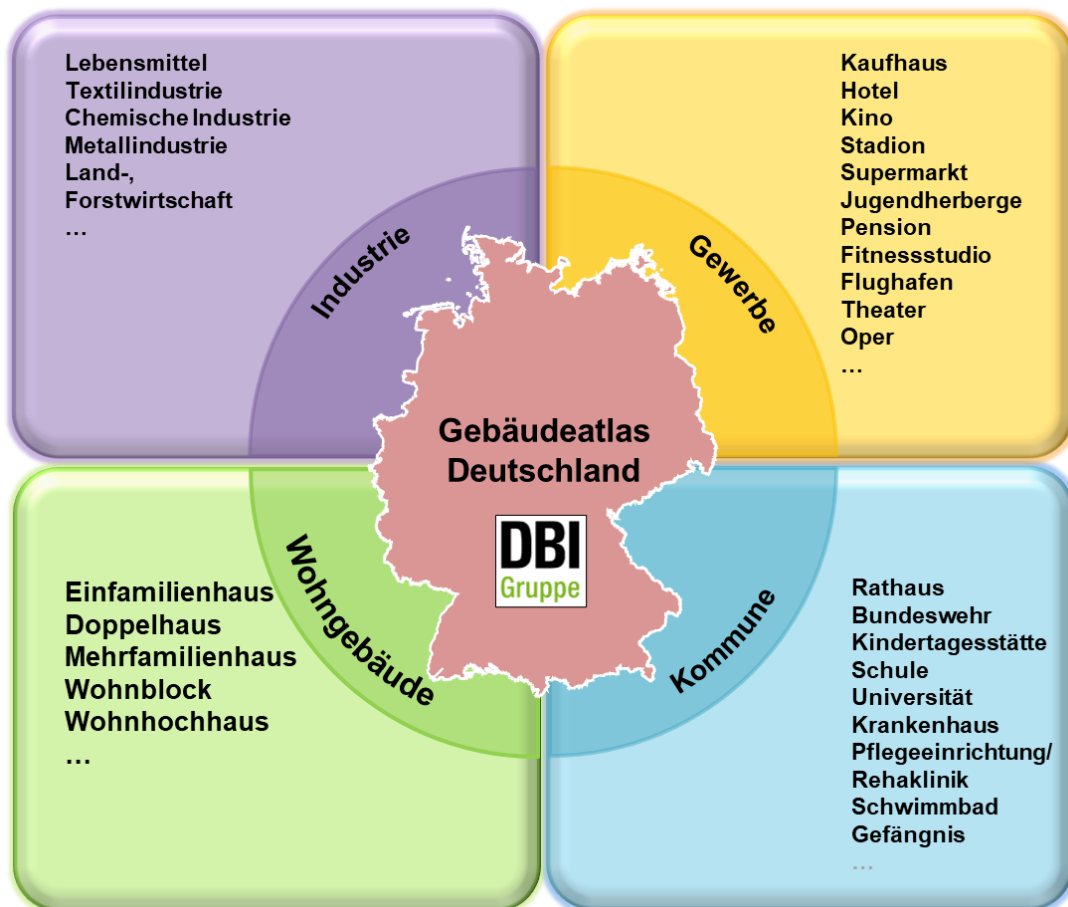 Lebensmittel
Textilindustrie
Chemische Industrie
Metallindustrie
Land-,
Forstwirtschaft
…
Industrie
Kaufhaus
Hotel
Kino
Stadion
Supermarkt
Jugendherberge
Pension
Fitnessstudio
Flughafen
Theater
Oper
…
Gewerbe
Gebäudeatlas
Deutschland
DBI
Gruppe
Einfamilienhaus
Doppelhaus
Mehrfamilienhaus
Wohnblock
Wohnhochhaus
…
Wohngebäude
Rathaus
Bundeswehr
Kindertagesstätte
Schule
Universität
Krankenhaus
Pflegeeinrichtung/
Rehaklinik
Schwimmbad
Gefängnis
…
Kommune